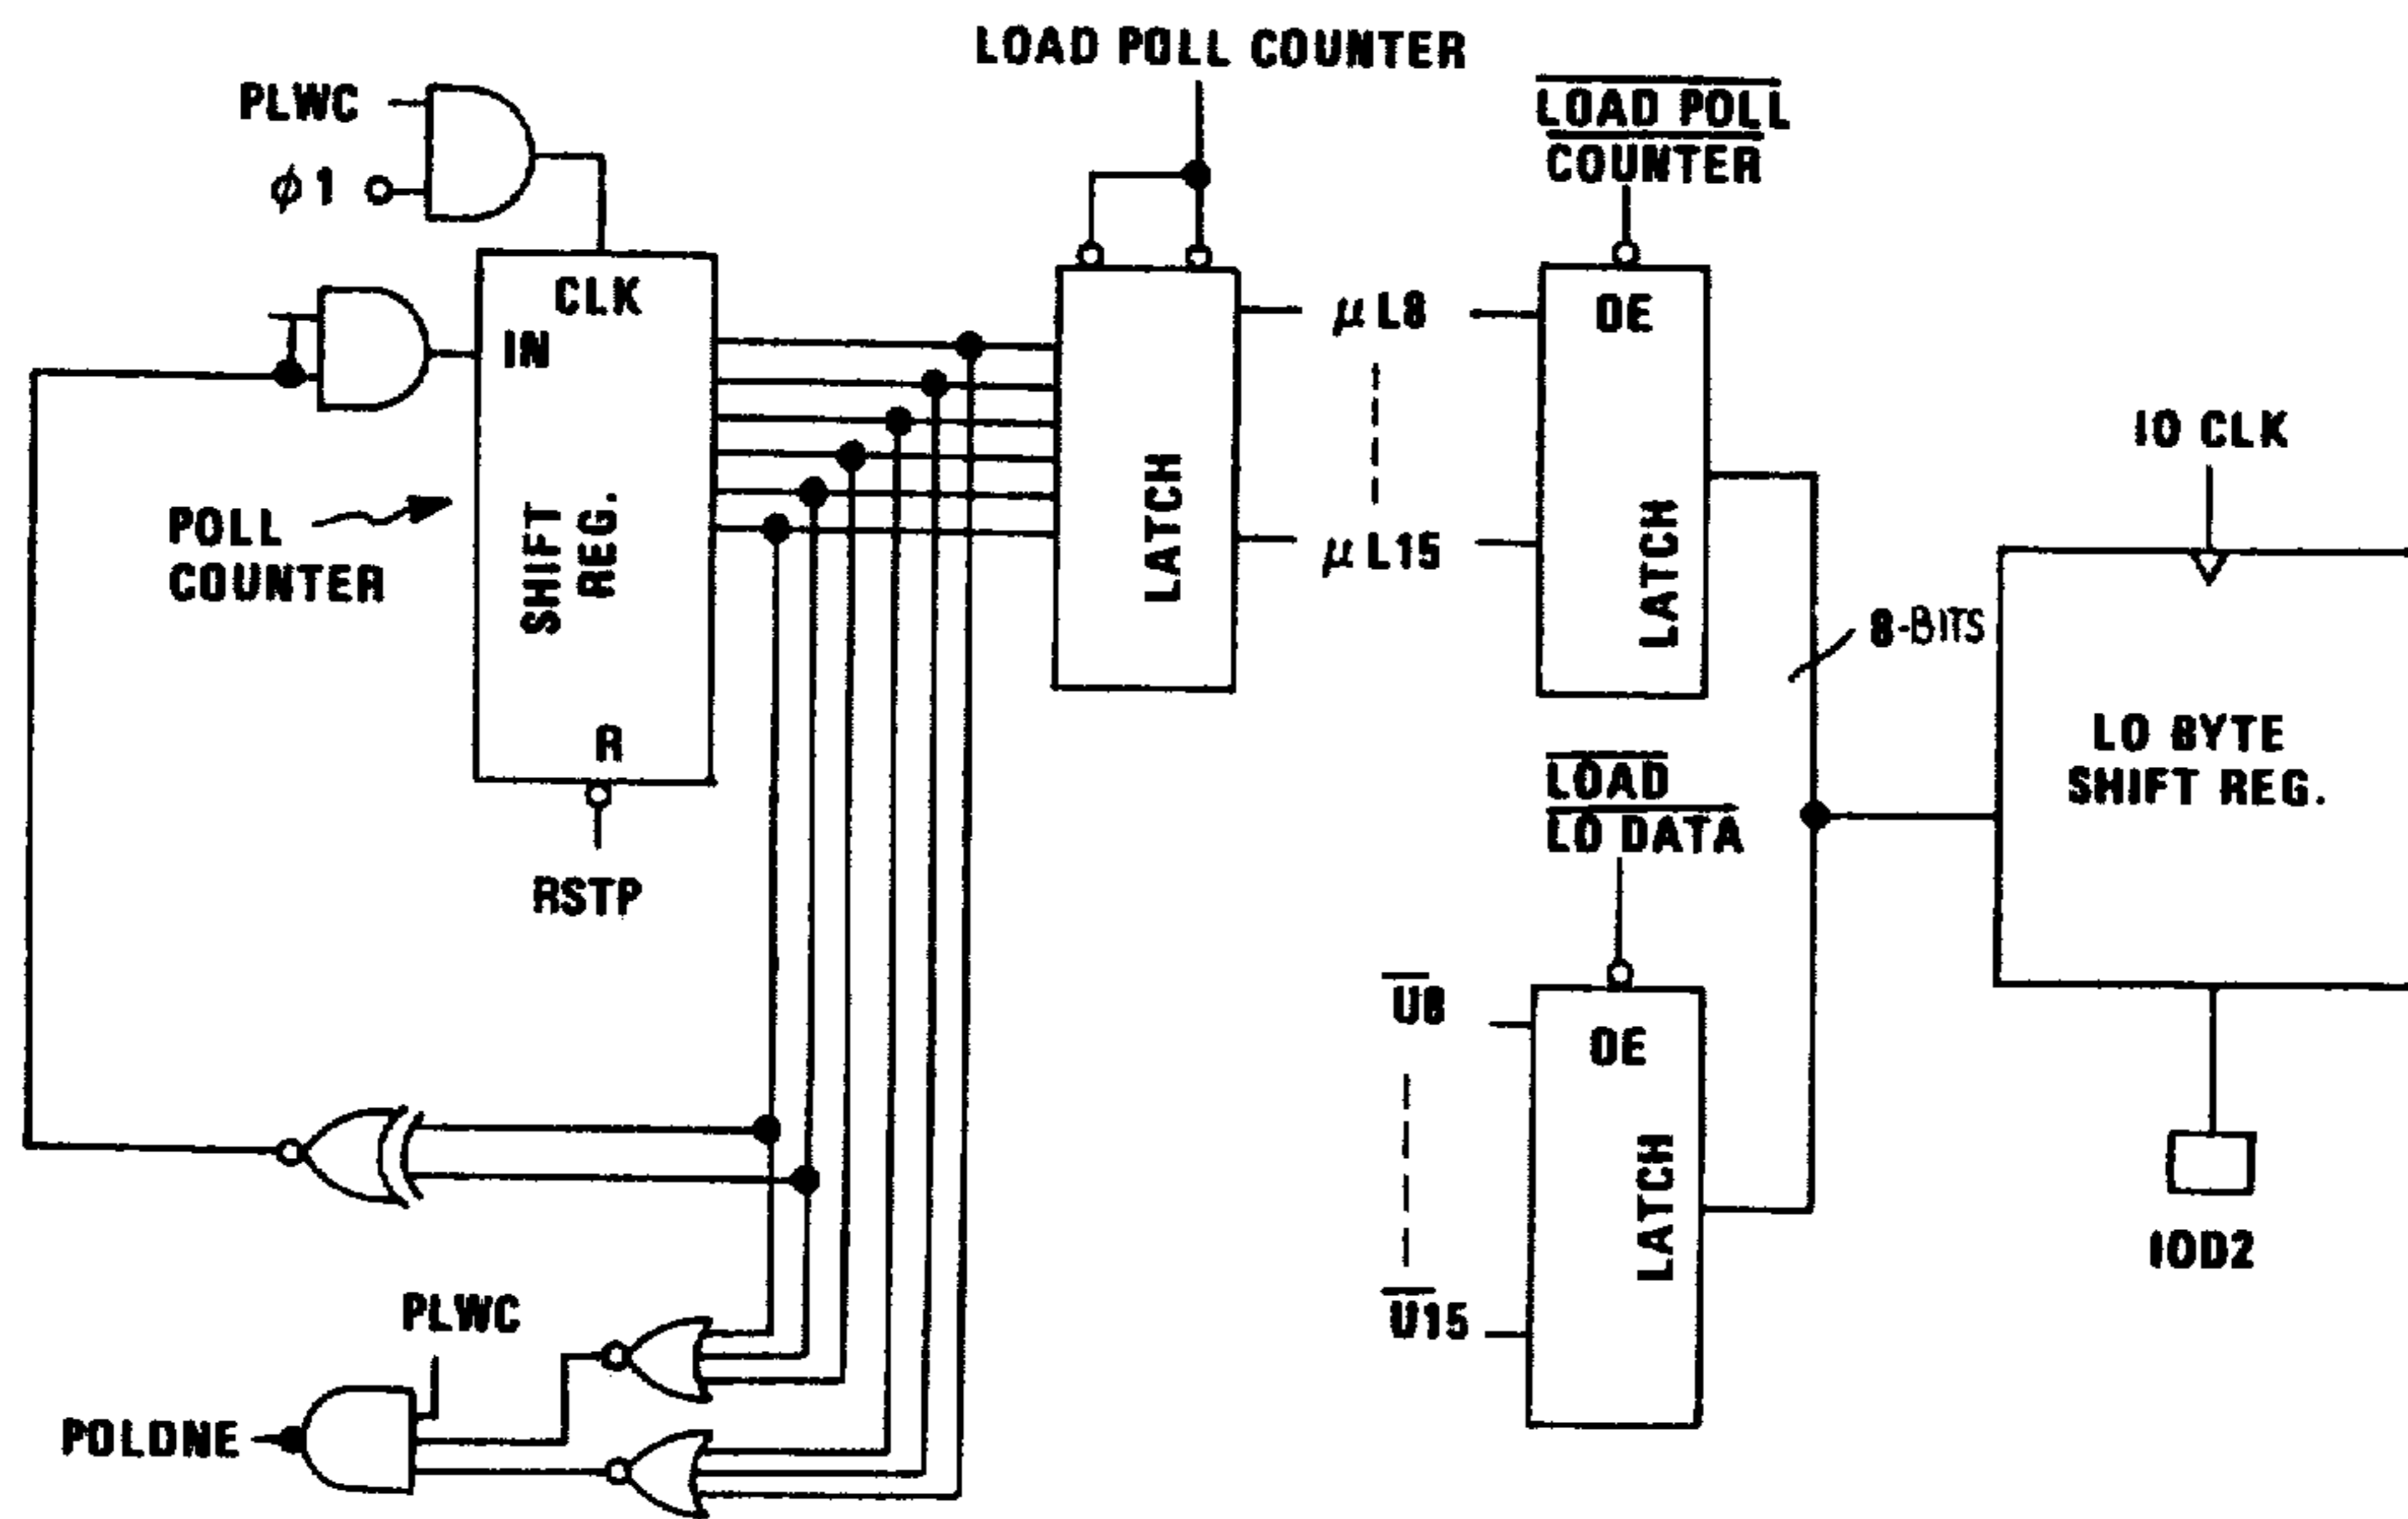 LOAD POLL COUNTER
PLWC
φ1
LOAD POLL
COUNTER
CLK
IN
μL8
OE
IO CLK
POLL
COUNTER
SHIFT
REG.
LATCH
μL15
LATCH
8-BITS
LO BYTE
SHIFT REG.
R
LOAD
LO DATA
RSTP
U8
OE
LATCH
IOD2
PLWC
U15
POLDNE